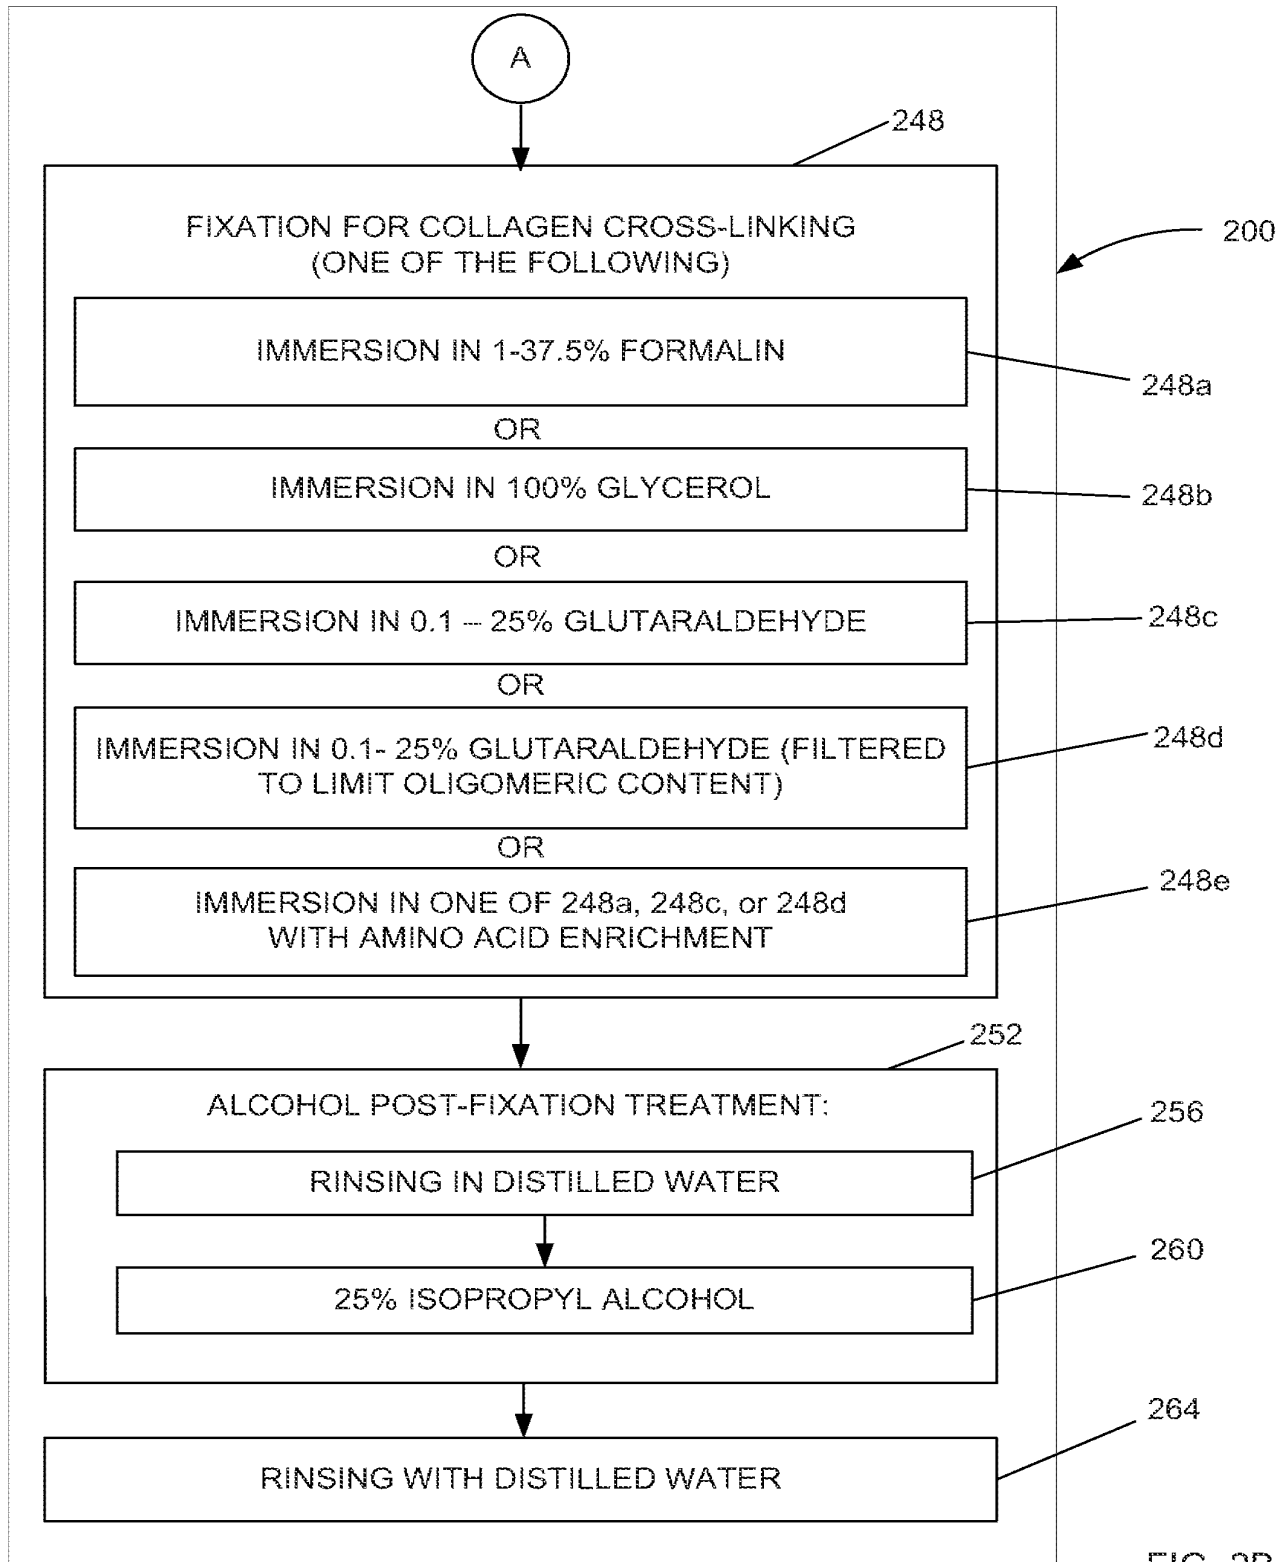 A
248
FIXATION FOR COLLAGEN CROSS-LINKING
(ONE OF THE FOLLOWING)
200
IMMERSION IN 1-37.5% FORMALIN
248a
OR
IMMERSION IN 100% GLYCEROL
248b
OR
IMMERSION IN 0.1 – 25% GLUTARALDEHYDE
248c
OR
IMMERSION IN 0.1- 25% GLUTARALDEHYDE (FILTERED
TO LIMIT OLIGOMERIC CONTENT)
248d
OR
IMMERSION IN ONE OF 248a, 248c, or 248d
WITH AMINO ACID ENRICHMENT
248e
252
ALCOHOL POST-FIXATION TREATMENT:
256
RINSING IN DISTILLED WATER
260
25% ISOPROPYL ALCOHOL
264
RINSING WITH DISTILLED WATER
FIG.